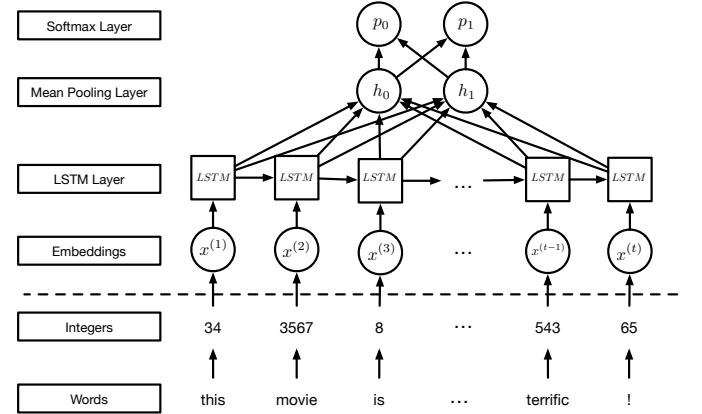 Softmax Layer p₀ p₁
Mean Pooling Layer h₀ h₁
LSTM Layer LSTM LSTM LSTM ... LSTM LSTM
Embeddings x⁽¹⁾ x⁽²⁾ x⁽³⁾ ... x⁽ᵗ⁻¹⁾ x⁽ᵗ⁾
Integers 34 3567 8 ... 543 65
Words this movie is ... terrific !